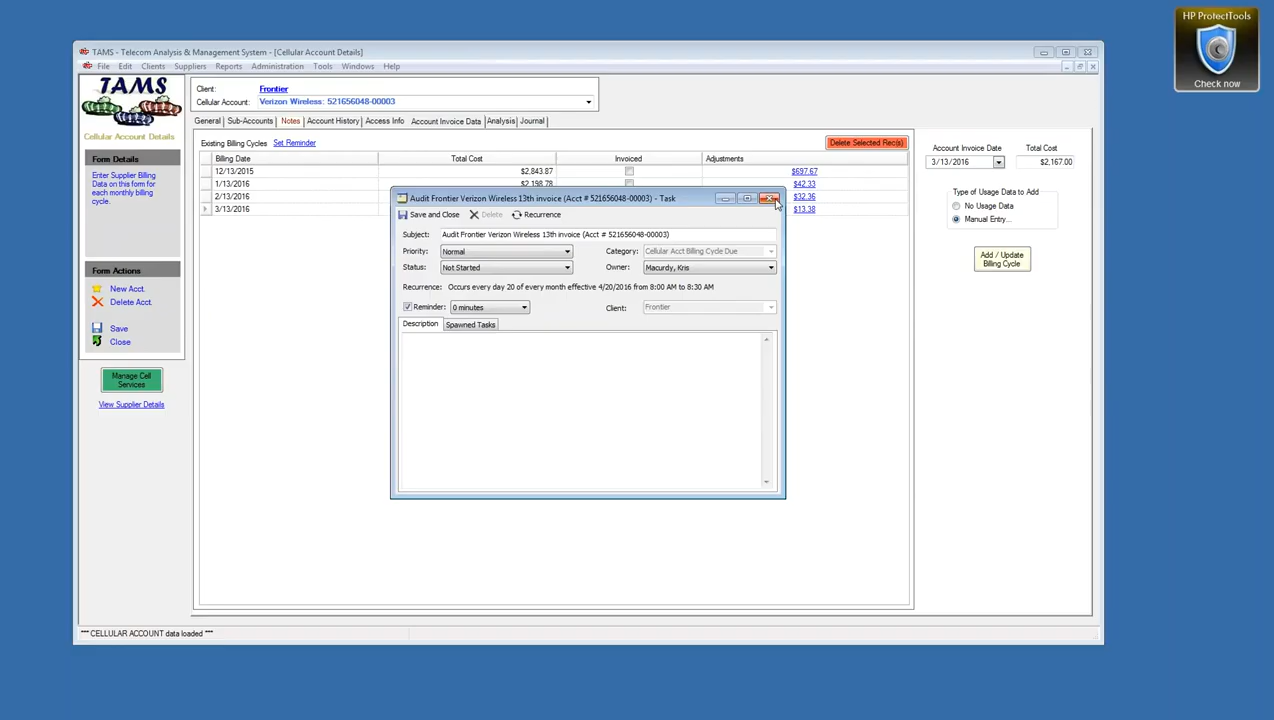 HP ProtectTools
Check now
TAMS - Telecom Analysis & Management System - [Cellular Account Details]
File Edit Clients Suppliers Reports Administration Tools Windows Help
TAMS
Cellular Account Details
Form Details
Enter Supplier Billing
Data on this form for
each monthly billing
cycle.
Form Actions
New Acct.
Delete Acct.
Save
Close
Manage Cell
Services
View Supplier Details
Client: Frontier
Cellular Account: Verizon Wireless: 521656048-00003
General Sub-Accounts Notes Account History Access Info Account Invoice Data Analysis Journal
Existing Billing Cycles Set Reminder
Delete Selected Rec(s)
Billing Date Total Cost Invoiced Adjustments
12/13/2015 $2,843.87 $697.67
1/13/2016 $2,198.78 $42.33
2/13/2016 $32.36
3/13/2016 $13.38
Account Invoice Date Total Cost
3/13/2016 $2,167.00
Type of Usage Data to Add
No Usage Data
Manual Entry...
Add / Update
Billing Cycle
Audit Frontier Verizon Wireless 13th invoice (Acct # 521656048-00003) - Task
Save and Close Delete Recurrence
Subject: Audit Frontier Verizon Wireless 13th invoice (Acct # 521656048-00003)
Priority: Normal Category: Cellular Acct Billing Cycle Due
Status: Not Started Owner: Macurdy, Kris
Recurrence: Occurs every day 20 of every month effective 4/20/2016 from 8:00 AM to 8:30 AM
Reminder: 0 minutes Client: Frontier
Description Spawned Tasks
*** CELLULAR ACCOUNT data loaded ***